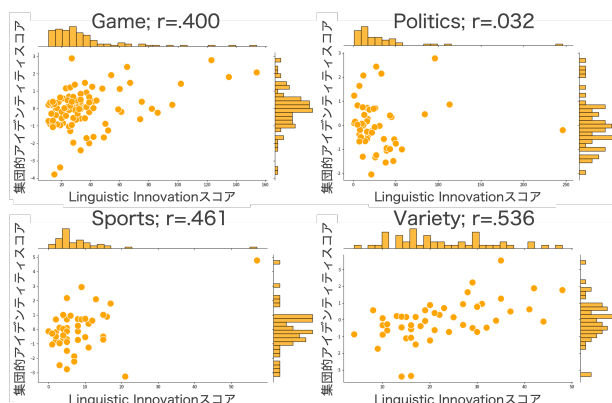 Game; r=.400
集団的アイデンティティスコア
Linguistic Innovationスコア
Politics; r=.032
集団的アイデンティティスコア
Linguistic Innovationスコア
Sports; r=.461
集団的アイデンティティスコア
Linguistic Innovationスコア
Variety; r=.536
集団的アイデンティティスコア
Linguistic Innovationスコア